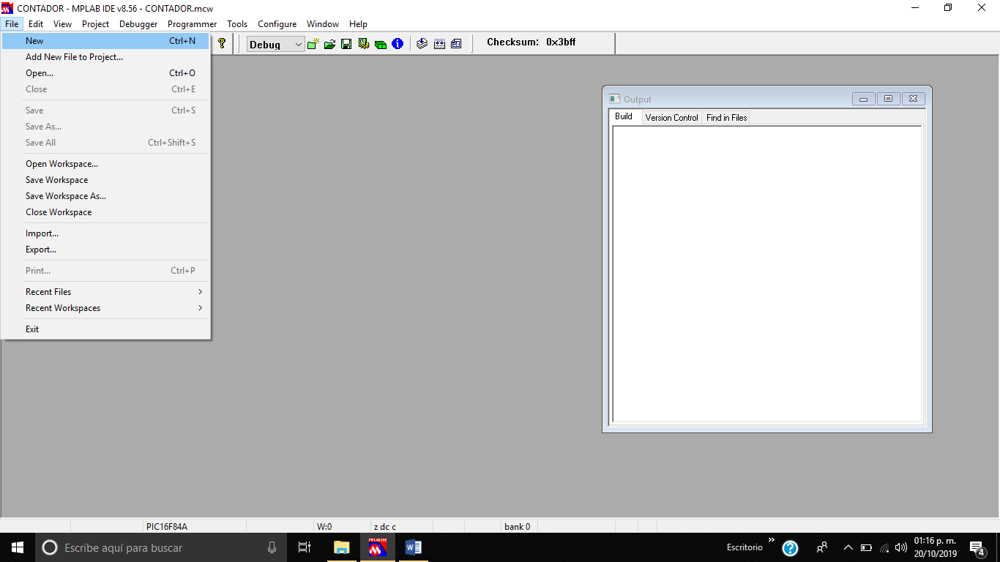 CONTADOR - MPLAB IDE v8.56 - CONTADOR.mcw
File Edit View Project Debugger Programmer Tools Configure Window Help
Debug Checksum: 0x3bff
New Ctrl+N
Add New File to Project...
Open... Ctrl+O
Close Ctrl+E
Save Ctrl+S
Save As...
Save All Ctrl+Shift+S
Open Workspace...
Save Workspace
Save Workspace As...
Close Workspace
Import...
Export...
Print... Ctrl+P
Recent Files
Recent Workspaces
Exit
Output
Build Version Control Find in Files
PIC16F84A W:0 z dc c bank 0
Escribe aquí para buscar
MPLAB IDE
Escritorio
01:16 p. m.
20/10/2019
4